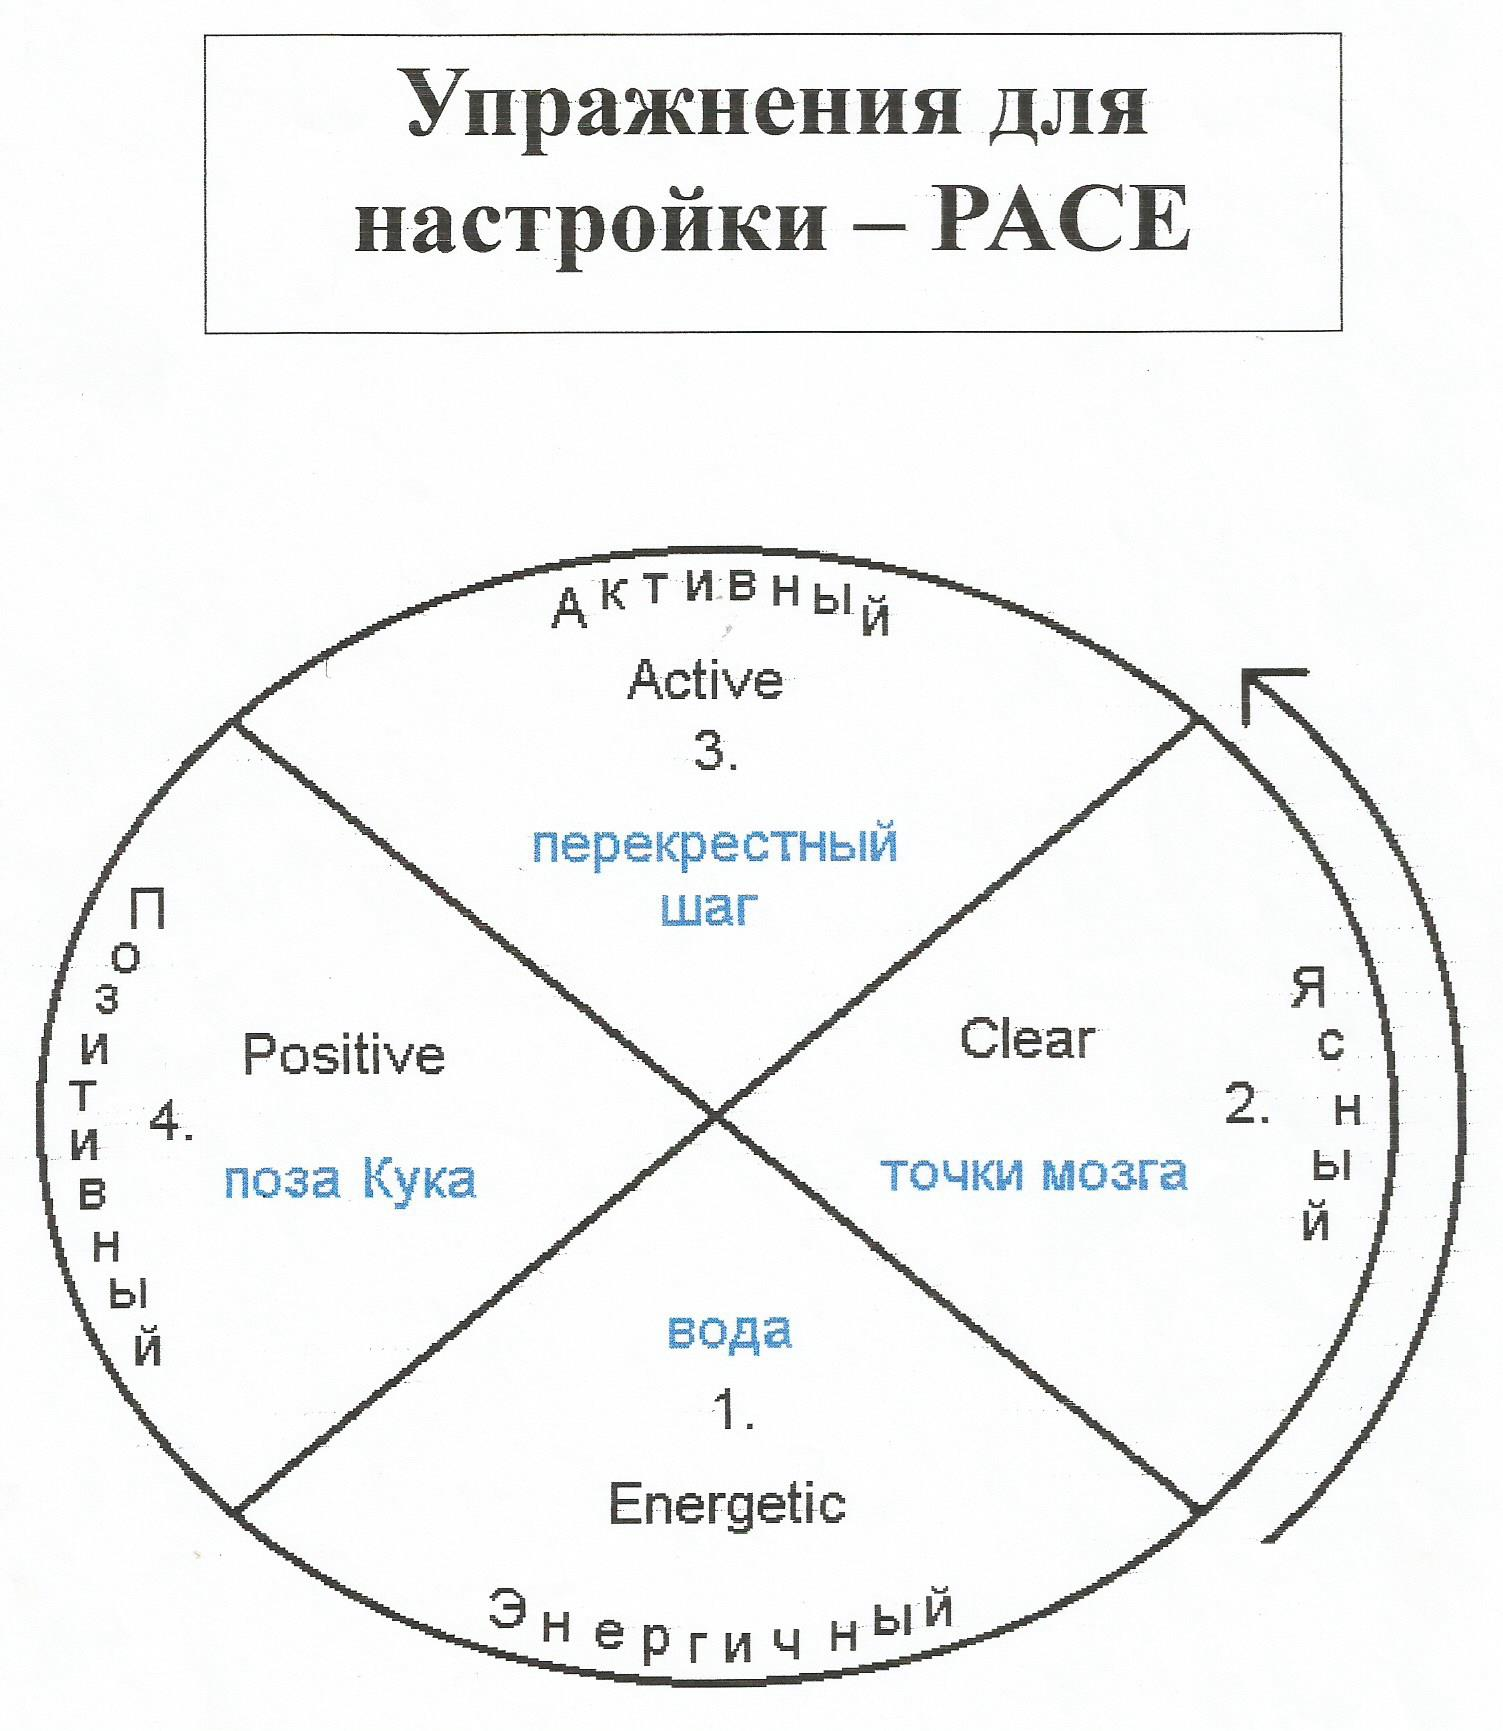 Упражнения для
настройки – PACE
Активный
Active
3.
перекрестный
шаг
Позитивный
Positive
4.
поза Кука
Clear
2.
Ясный
точки мозга
вода
1.
Energetic
Энергичный